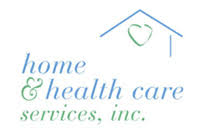 home
& health care
services, inc.